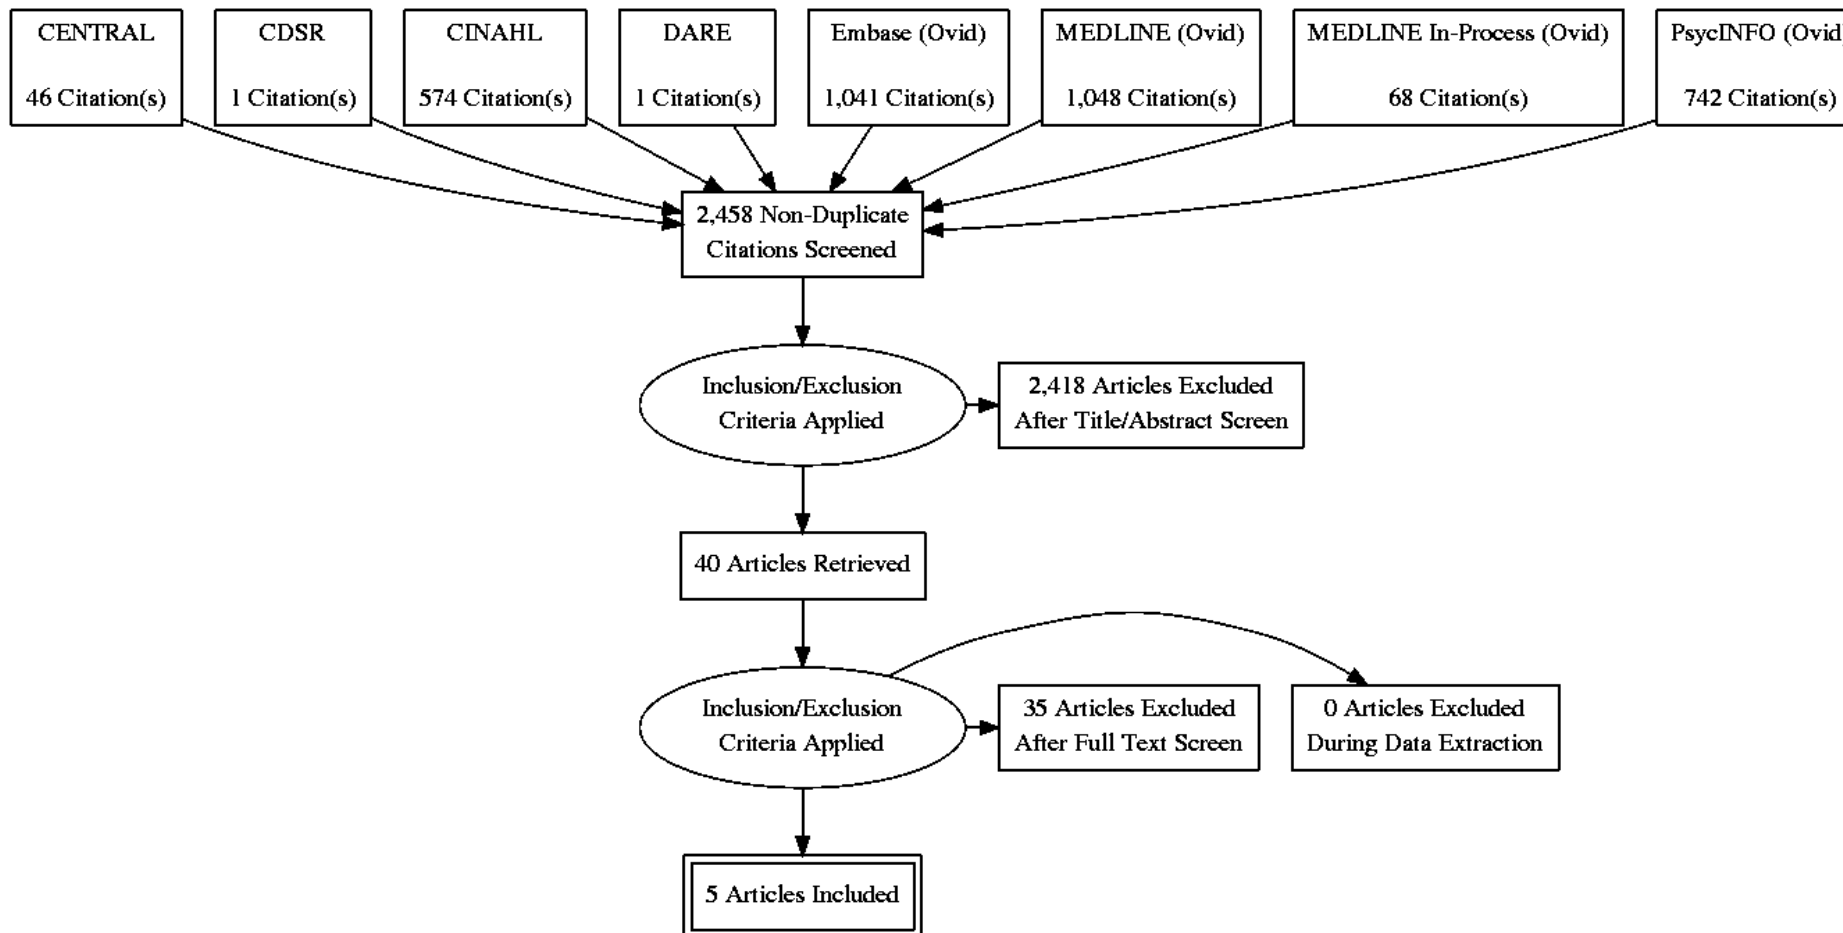 CENTRAL
46 Citation(s)
CDSR
1 Citation(s)
CINAHL
574 Citation(s)
DARE
1 Citation(s)
Embase (Ovid)
1,041 Citation(s)
MEDLINE (Ovid)
1,048 Citation(s)
MEDLINE In-Process (Ovid)
68 Citation(s)
PsycINFO (Ovid
742 Citation(s)
2,458 Non-Duplicate
Citations Screened
Inclusion/Exclusion
Criteria Applied
2,418 Articles Excluded
After Title/Abstract Screen
40 Articles Retrieved
Inclusion/Exclusion
Criteria Applied
35 Articles Excluded
After Full Text Screen
0 Articles Excluded
During Data Extraction
5 Articles Included